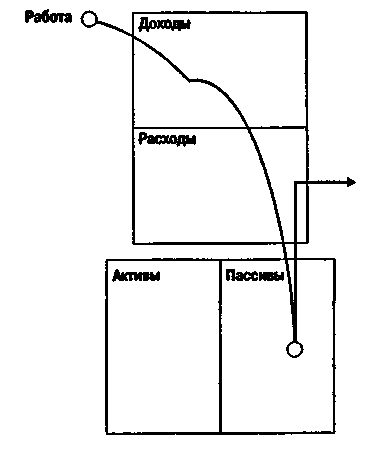 Работа
Доходы
Расходы
Активы
Пассивы